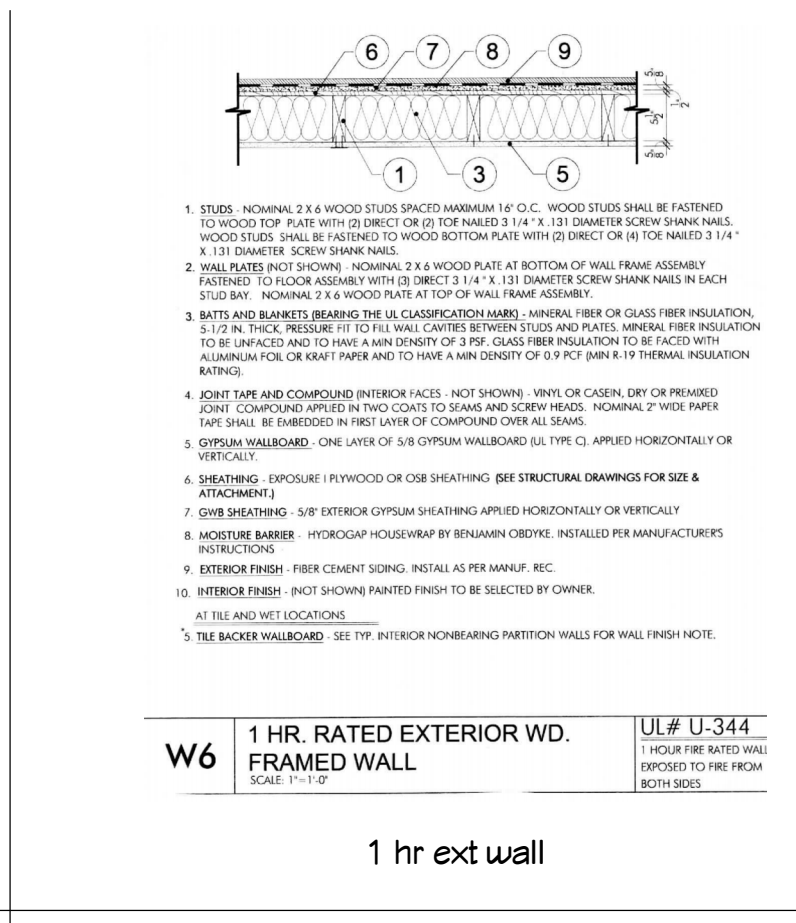 6 7 8 9
5/8"
1/2"
5 1/2"
5/8"
1 3 5
1. STUDS - NOMINAL 2 X 6 WOOD STUDS SPACED MAXIMUM 16" O.C. WOOD STUDS SHALL BE FASTENED
TO WOOD TOP PLATE WITH (2) DIRECT OR (2) TOE NAILED 3 1/4 " X .131 DIAMETER SCREW SHANK NAILS.
WOOD STUDS SHALL BE FASTENED TO WOOD BOTTOM PLATE WITH (2) DIRECT OR (4) TOE NAILED 3 1/4 "
X .131 DIAMETER SCREW SHANK NAILS.
2. WALL PLATES (NOT SHOWN) - NOMINAL 2 X 6 WOOD PLATE AT BOTTOM OF WALL FRAME ASSEMBLY
FASTENED TO FLOOR ASSEMBLY WITH (3) DIRECT 3 1/4 " X .131 DIAMETER SCREW SHANK NAILS IN EACH
STUD BAY. NOMINAL 2 X 6 WOOD PLATE AT TOP OF WALL FRAME ASSEMBLY.
3. BATTS AND BLANKETS (BEARING THE UL CLASSIFICATION MARK) - MINERAL FIBER OR GLASS FIBER INSULATION,
5-1/2 IN. THICK, PRESSURE FIT TO FILL WALL CAVITIES BETWEEN STUDS AND PLATES. MINERAL FIBER INSULATION
TO BE UNFACED AND TO HAVE A MIN DENSITY OF 3 PSF. GLASS FIBER INSULATION TO BE FACED WITH
ALUMINUM FOIL OR KRAFT PAPER AND TO HAVE A MIN DENSITY OF 0.9 PCF (MIN R-19 THERMAL INSULATION
RATING).
4. JOINT TAPE AND COMPOUND (INTERIOR FACES - NOT SHOWN) - VINYL OR CASEIN, DRY OR PREMIXED
JOINT COMPOUND APPLIED IN TWO COATS TO SEAMS AND SCREW HEADS. NOMINAL 2" WIDE PAPER
TAPE SHALL BE EMBEDDED IN FIRST LAYER OF COMPOUND OVER ALL SEAMS.
5. GYPSUM WALLBOARD - ONE LAYER OF 5/8 GYPSUM WALLBOARD (UL TYPE C). APPLIED HORIZONTALLY OR
VERTICALLY.
6. SHEATHING - EXPOSURE I PLYWOOD OR OSB SHEATHING (SEE STRUCTURAL DRAWINGS FOR SIZE &
ATTACHMENT.)
7. GWB SHEATHING - 5/8" EXTERIOR GYPSUM SHEATHING APPLIED HORIZONTALLY OR VERTICALLY
8. MOISTURE BARRIER - HYDROGAP HOUSEWRAP BY BENJAMIN OBDYKE. INSTALLED PER MANUFACTURER'S
INSTRUCTIONS
9. EXTERIOR FINISH - FIBER CEMENT SIDING. INSTALL AS PER MANUF. REC.
10. INTERIOR FINISH - (NOT SHOWN) PAINTED FINISH TO BE SELECTED BY OWNER.
AT TILE AND WET LOCATIONS
*5. TILE BACKER WALLBOARD - SEE TYP. INTERIOR NONBEARING PARTITION WALLS FOR WALL FINISH NOTE.
W6
1 HR. RATED EXTERIOR WD.
FRAMED WALL
SCALE: 1"=1'-0"
UL# U-344
1 HOUR FIRE RATED WALL
EXPOSED TO FIRE FROM
BOTH SIDES
1 hr ext wall